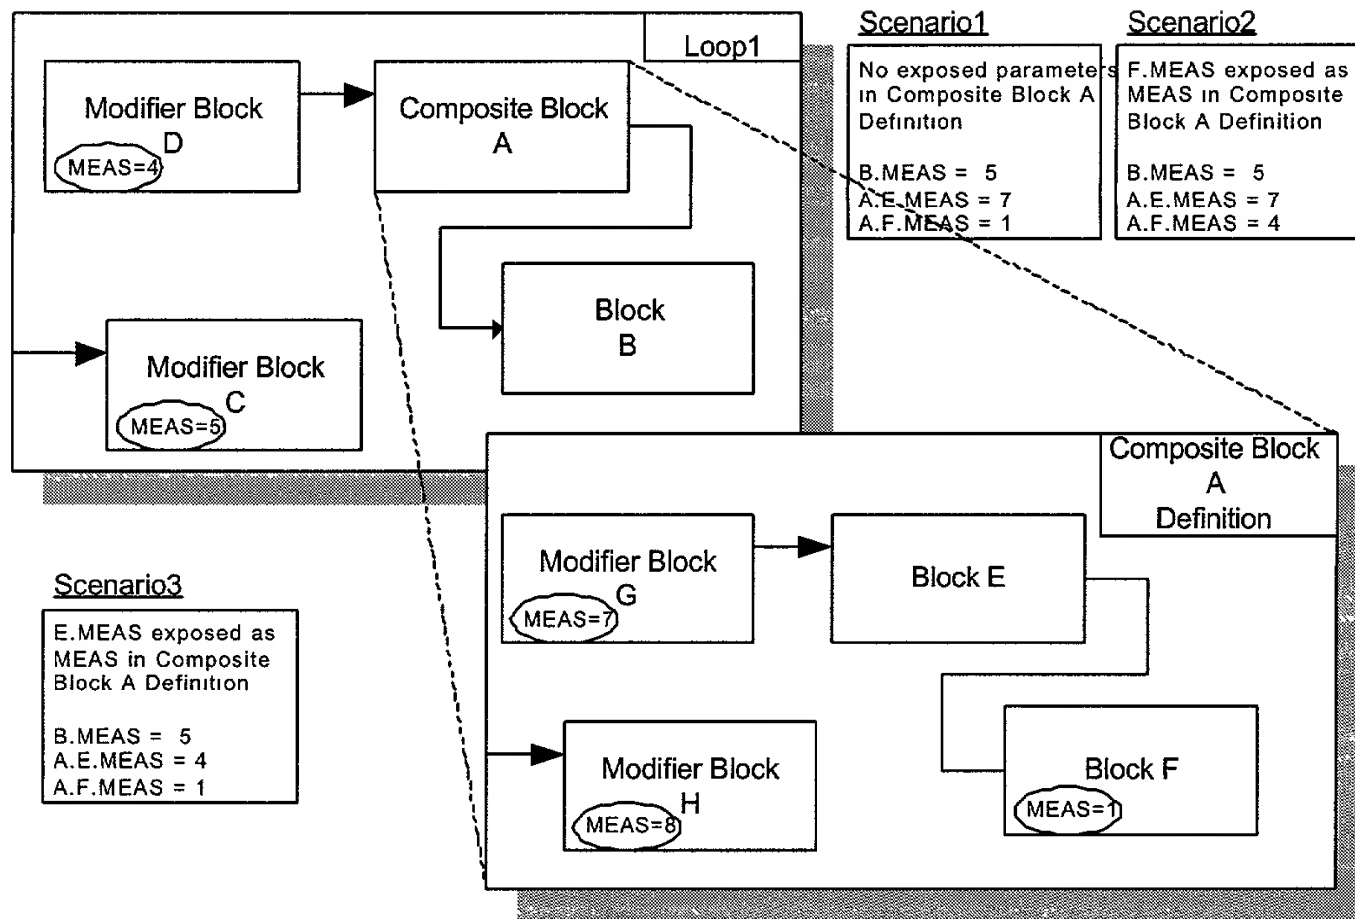 Loop1
Modifier Block
D
MEAS=4
Composite Block
A
Block
B
Modifier Block
C
MEAS=5
Scenario1
No exposed parameters
in Composite Block A
Definition
B.MEAS = 5
A.E.MEAS = 7
A.F.MEAS = 1
Scenario2
F.MEAS exposed as
MEAS in Composite
Block A Definition
B.MEAS = 5
A.E.MEAS = 7
A.F.MEAS = 4
Composite Block
A
Definition
Modifier Block
G
MEAS=7
Block E
Modifier Block
H
MEAS=8
Block F
MEAS=1
Scenario3
E.MEAS exposed as
MEAS in Composite
Block A Definition
B.MEAS = 5
A.E.MEAS = 4
A.F.MEAS = 1